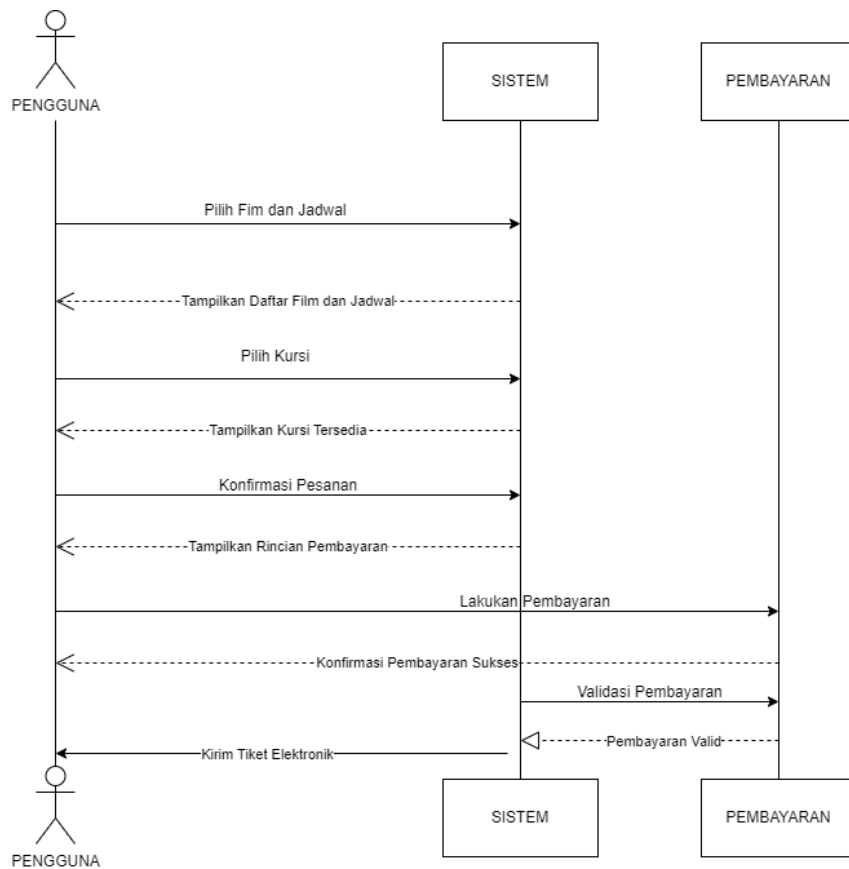 PENGGUNA
SISTEM
PEMBAYARAN
Pilih Fim dan Jadwal
Tampilkan Daftar Film dan Jadwal
Pilih Kursi
Tampilkan Kursi Tersedia
Konfirmasi Pesanan
Tampilkan Rincian Pembayaran
Lakukan Pembayaran
Konfirmasi Pembayaran Sukses
Validasi Pembayaran
Pembayaran Valid
Kirim Tiket Elektronik
PENGGUNA
SISTEM
PEMBAYARAN